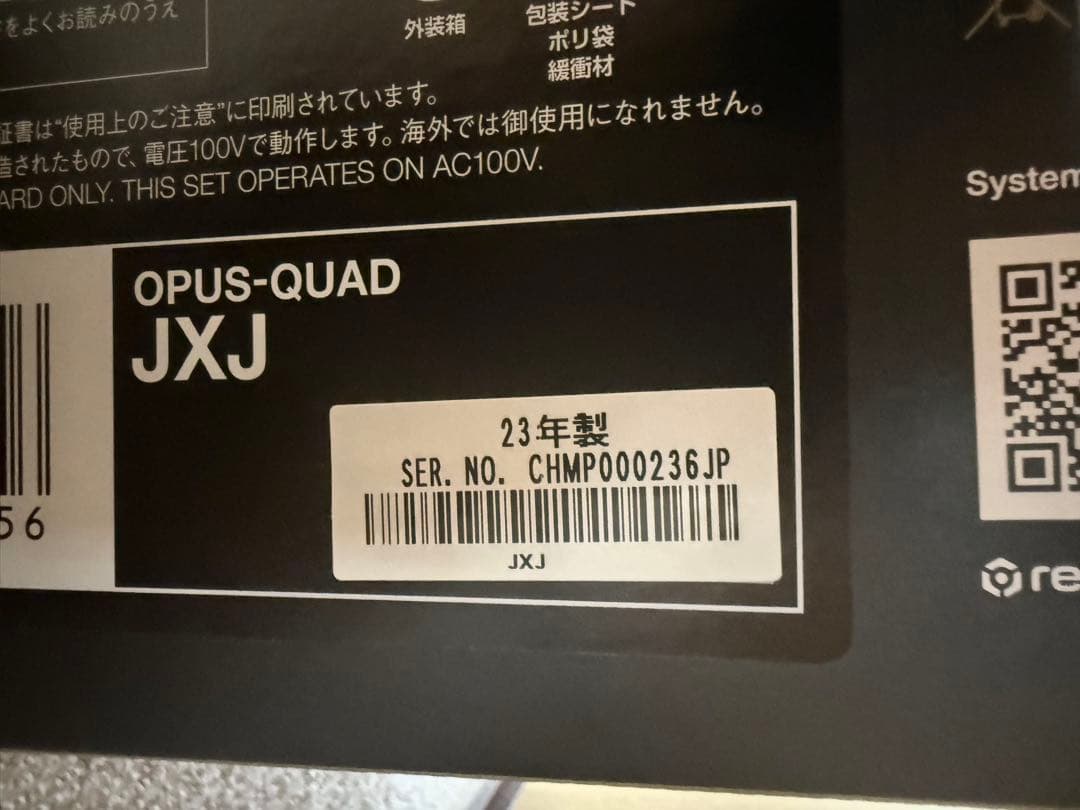 をよくお読みのうえ
外装箱
包装シート
ポリ袋
緩衝材
証書は“使用上のご注意”に印刷されています。
造されたもので、電圧100Vで動作します。海外では御使用になれません。
ARD ONLY. THIS SET OPERATES ON AC100V.
System
OPUS-QUAD
JXJ
23年製
SER. NO. CHMP000236JP
JXJ
56
re